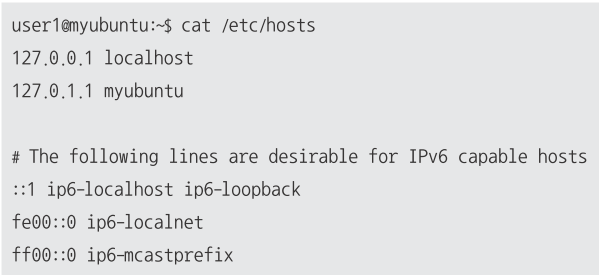 user1@myubuntu:~$ cat /etc/hosts
127.0.0.1 localhost
127.0.1.1 myubuntu
# The following lines are desirable for IPv6 capable hosts
::1 ip6-localhost ip6-loopback
fe00::0 ip6-localnet
ff00::0 ip6-mcastprefix